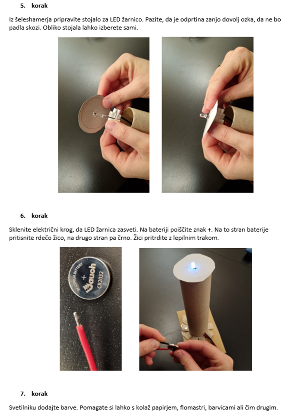 5. korak
Iz šeleshamerja pripravite stojalo za LED žarnico. Pazite, da je odprtina zanjo dovolj ozka, da ne bo
padla skozi. Obliko stojala lahko izberete sami.
6. korak
Sklenite električni krog, da LED žarnica zasveti. Na bateriji poiščite znak +. Na to stran baterije
pritisnite rdečo žico, na drugo stran pa črno. Žici pritrdite z lepilnim trakom.
+
CR2032
7. korak
Svetilniku dodajte barve. Pomagate si lahko s kolaž papirjem, flomastri, barvicami ali čim drugim.